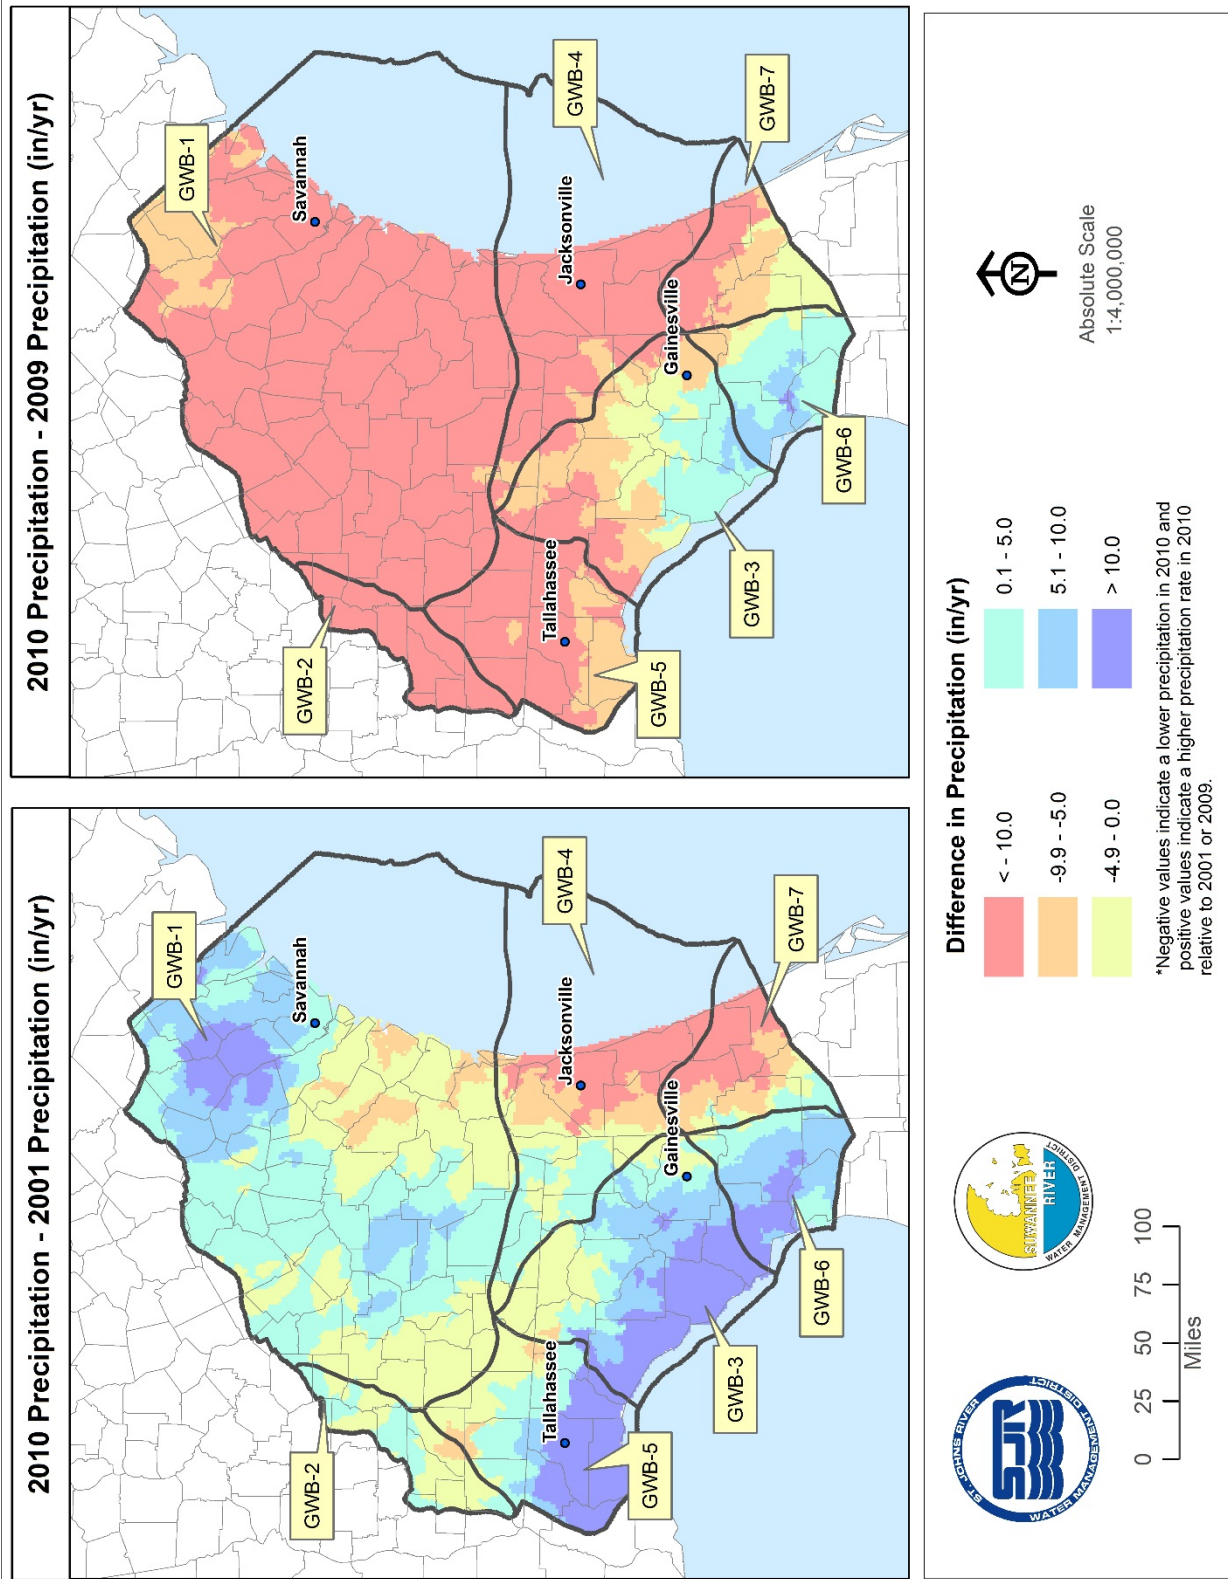 2010 Precipitation - 2001 Precipitation (in/yr)
GWB-1
GWB-2
Savannah
GWB-4
Jacksonville
Tallahassee
Gainesville
GWB-5
GWB-3
GWB-6
GWB-7
2010 Precipitation - 2009 Precipitation (in/yr)
GWB-1
GWB-2
Savannah
GWB-4
Jacksonville
Tallahassee
Gainesville
GWB-5
GWB-3
GWB-6
GWB-7
ST. JOHNS RIVER
SJR
WATER MANAGEMENT DISTRICT
SUWANNEE
RIVER
WATER MANAGEMENT DISTRICT
0 25 50 75 100
Miles
Difference in Precipitation (in/yr)
< - 10.0
-9.9 - -5.0
-4.9 - 0.0
0.1 - 5.0
5.1 - 10.0
> 10.0
*Negative values indicate a lower precipitation in 2010 and
positive values indicate a higher precipitation rate in 2010
relative to 2001 or 2009.
N
Absolute Scale
1:4,000,000